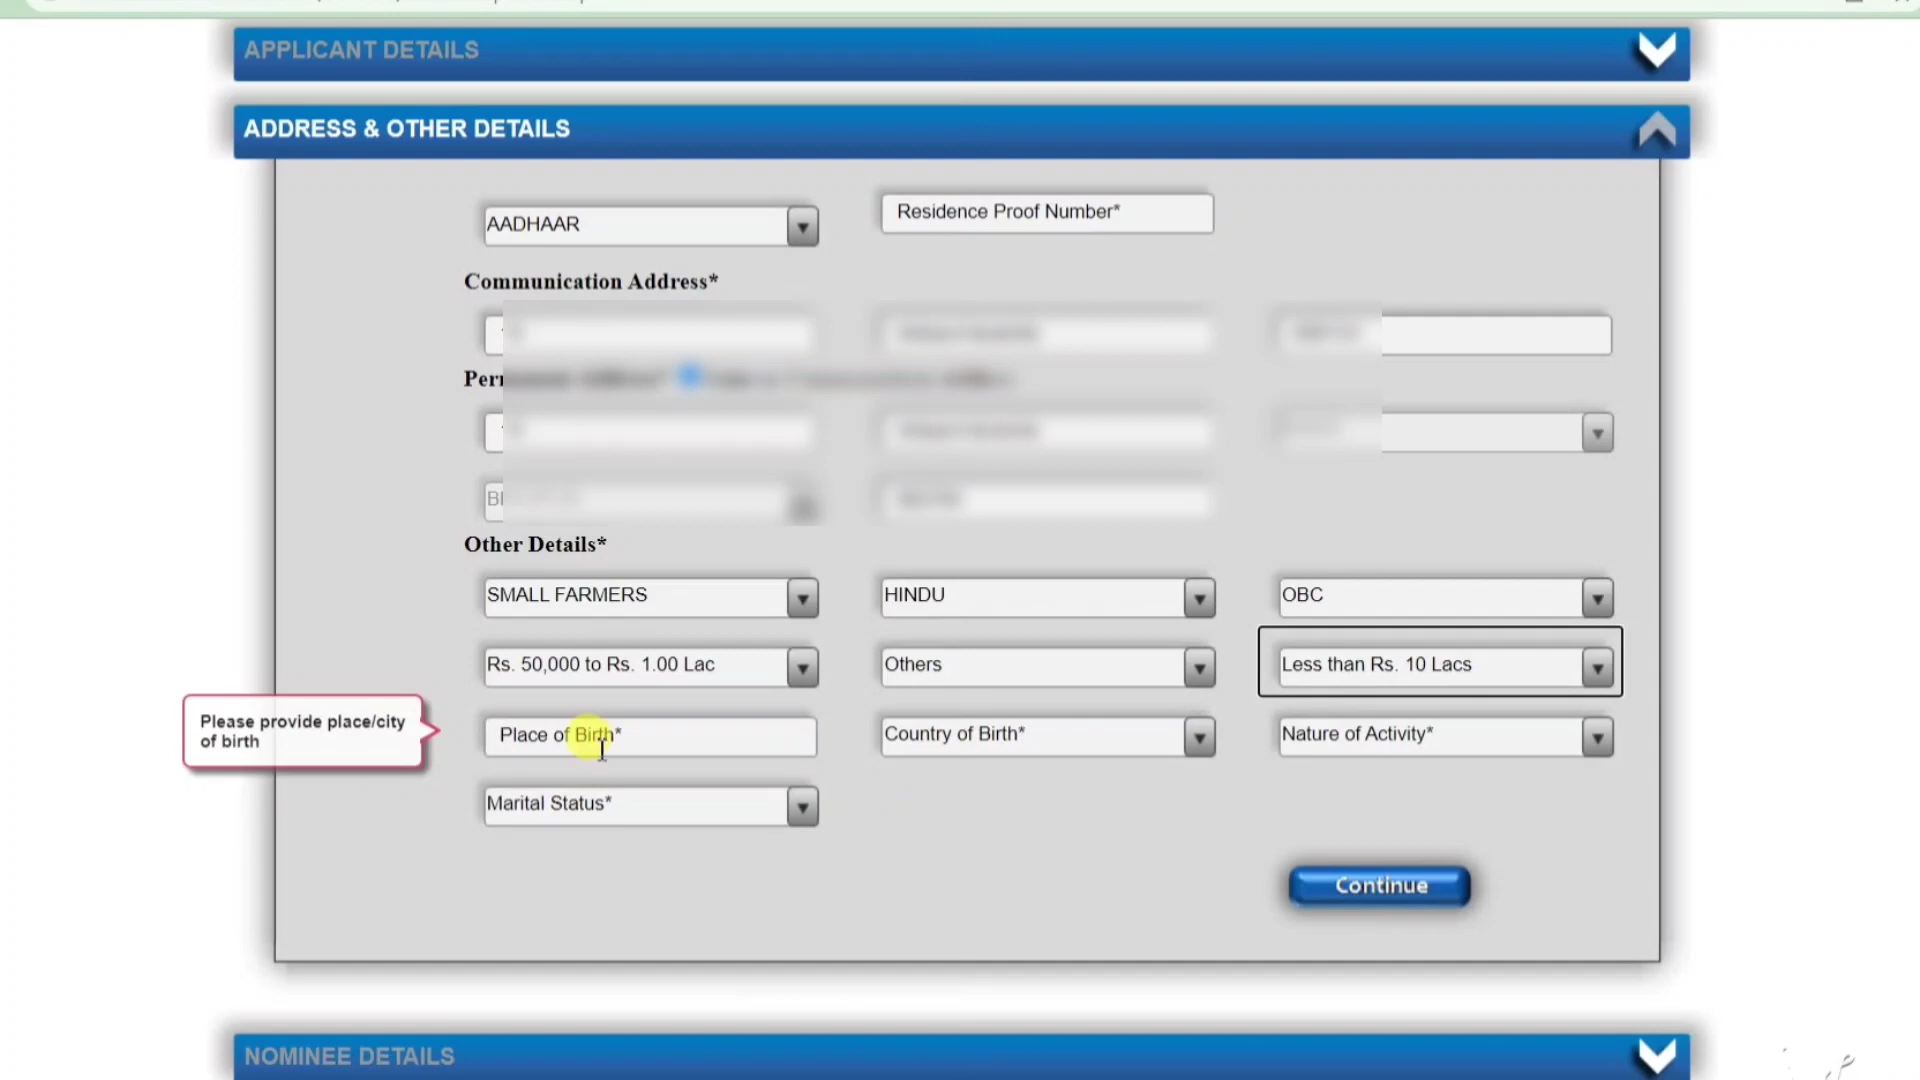 APPLICANT DETAILS
ADDRESS & OTHER DETAILS
AADHAAR
Residence Proof Number*
Communication Address*
Other Details*
SMALL FARMERS
HINDU
OBC
Rs. 50,000 to Rs. 1.00 Lac
Others
Less than Rs. 10 Lacs
Please provide place/city
of birth
Place of Birth*
Country of Birth*
Nature of Activity*
Marital Status*
Continue
NOMINEE DETAILS